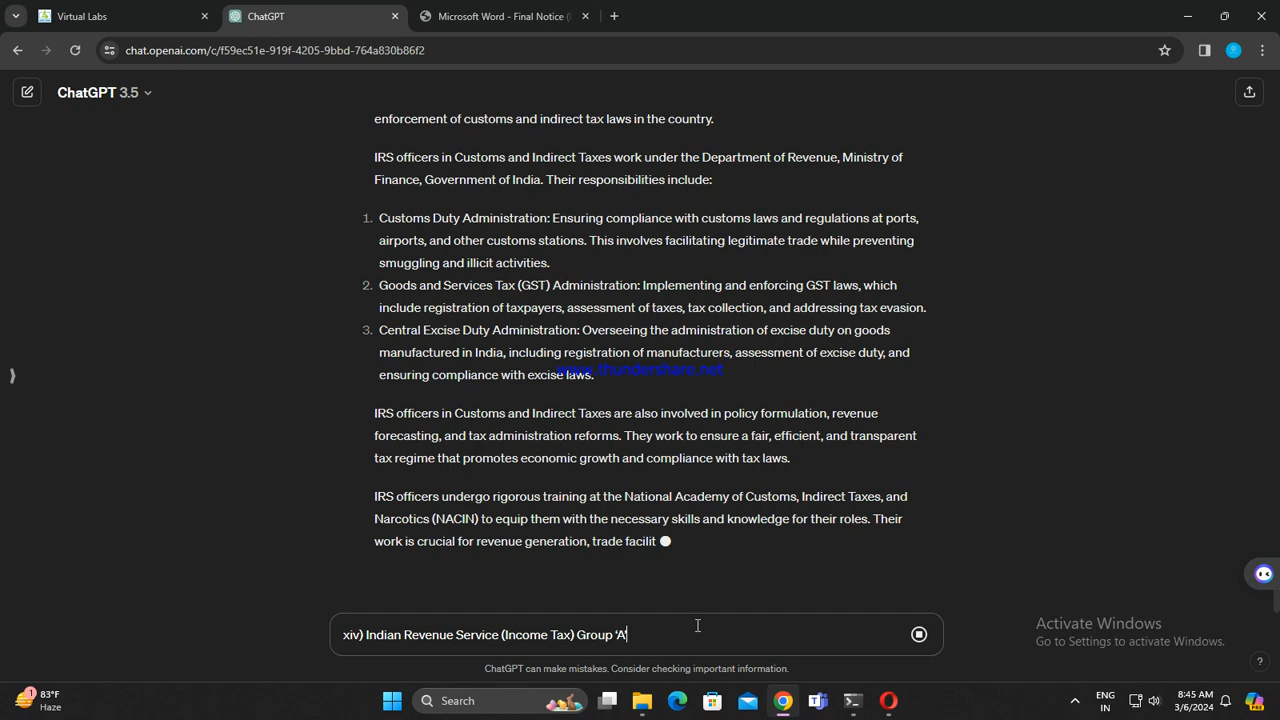 Virtual Labs
ChatGPT
Microsoft Word - Final Notice (
chat.openai.com/c/f59ec51e-919f-4205-9bbd-764a830b86f2
ChatGPT 3.5
enforcement of customs and indirect tax laws in the country.
IRS officers in Customs and Indirect Taxes work under the Department of Revenue, Ministry of
Finance, Government of India. Their responsibilities include:
1. Customs Duty Administration: Ensuring compliance with customs laws and regulations at ports,
airports, and other customs stations. This involves facilitating legitimate trade while preventing
smuggling and illicit activities.
2. Goods and Services Tax (GST) Administration: Implementing and enforcing GST laws, which
include registration of taxpayers, assessment of taxes, tax collection, and addressing tax evasion.
3. Central Excise Duty Administration: Overseeing the administration of excise duty on goods
manufactured in India, including registration of manufacturers, assessment of excise duty, and
ensuring compliance with excise laws.
www.thundershare.net
IRS officers in Customs and Indirect Taxes are also involved in policy formulation, revenue
forecasting, and tax administration reforms. They work to ensure a fair, efficient, and transparent
tax regime that promotes economic growth and compliance with tax laws.
IRS officers undergo rigorous training at the National Academy of Customs, Indirect Taxes, and
Narcotics (NACIN) to equip them with the necessary skills and knowledge for their roles. Their
work is crucial for revenue generation, trade facilit
xiv) Indian Revenue Service (Income Tax) Group ‘A
ChatGPT can make mistakes. Consider checking important information.
Activate Windows
Go to Settings to activate Windows.
?
1
83°F
Haze
Search
ENG
IN
8:45 AM
3/6/2024
PRE